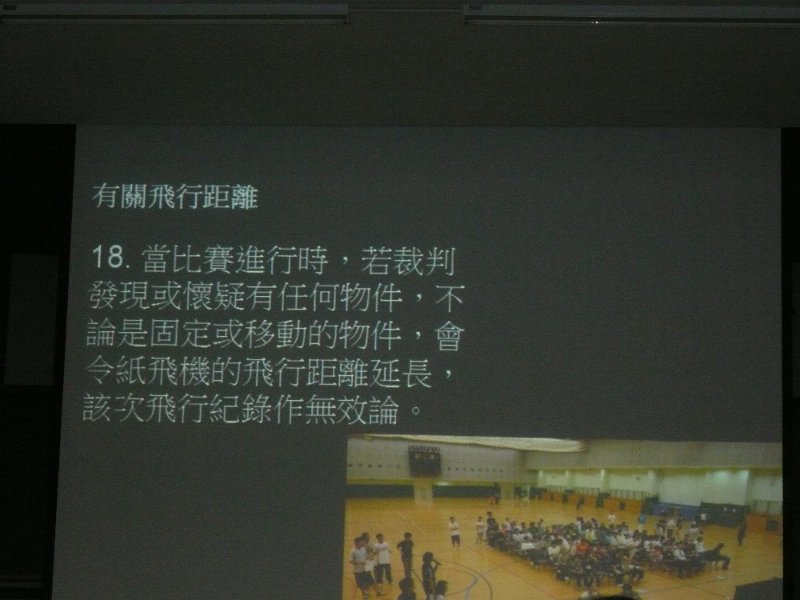 有關飛行距離
18. 當比賽進行時，若裁判
發現或懷疑有任何物件，不
論是固定或移動的物件，會
令紙飛機的飛行距離延長，
該次飛行紀錄作無效論。